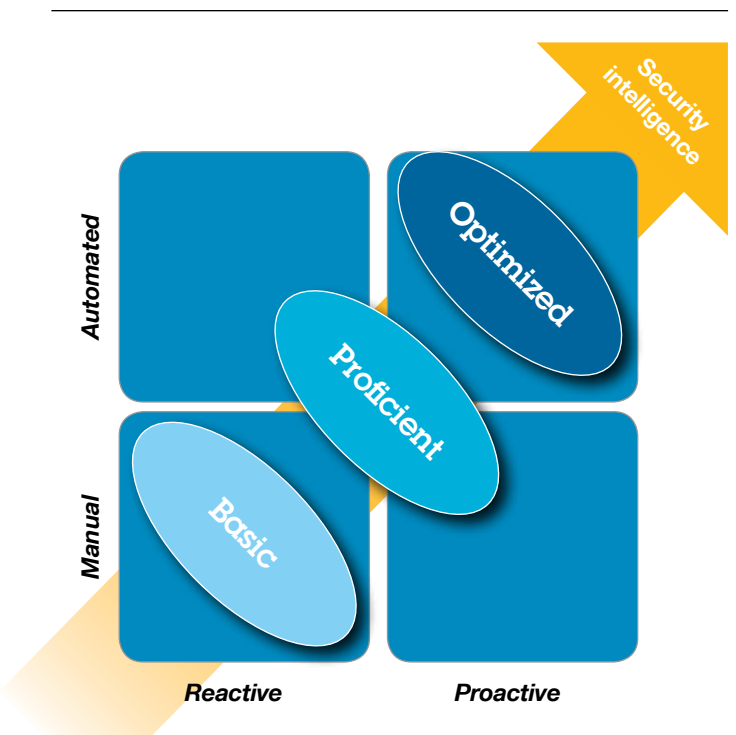 Security
intelligence
Automated
Optimized
Proficient
Manual
Basic
Reactive
Proactive